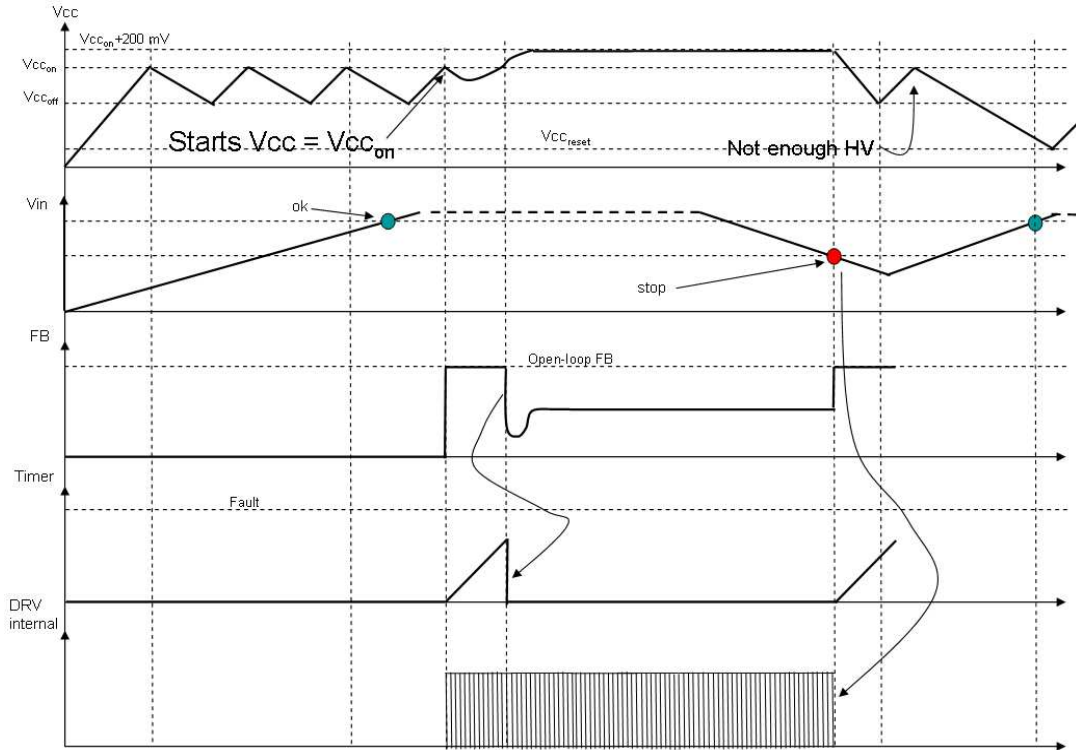 Vcc
Vcc_on+200 mV
Vcc_on
Vcc_off
Starts Vcc = Vcc_on
Vcc_reset
Not enough HV
Vin
ok
stop
FB
Open-loop FB
Timer
Fault
DRV
internal